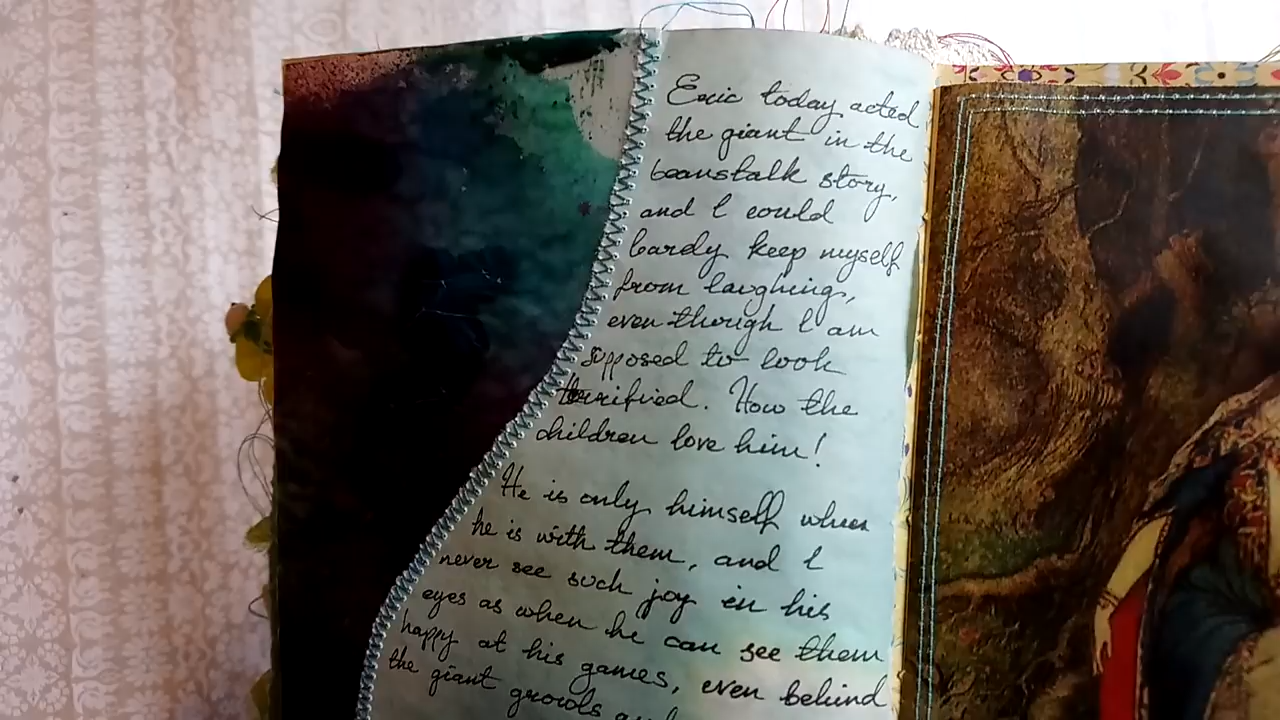 Eric today acted
the giant in the
beanstalk story,
and I could
bardy keep myself
from laughing,
even though I am
supposed to look
terrified. How the
children love him!
He is only himself when
he is with them, and I
never see such joy in his
eyes as when he can see them
happy at his games, even behind
the giant growls